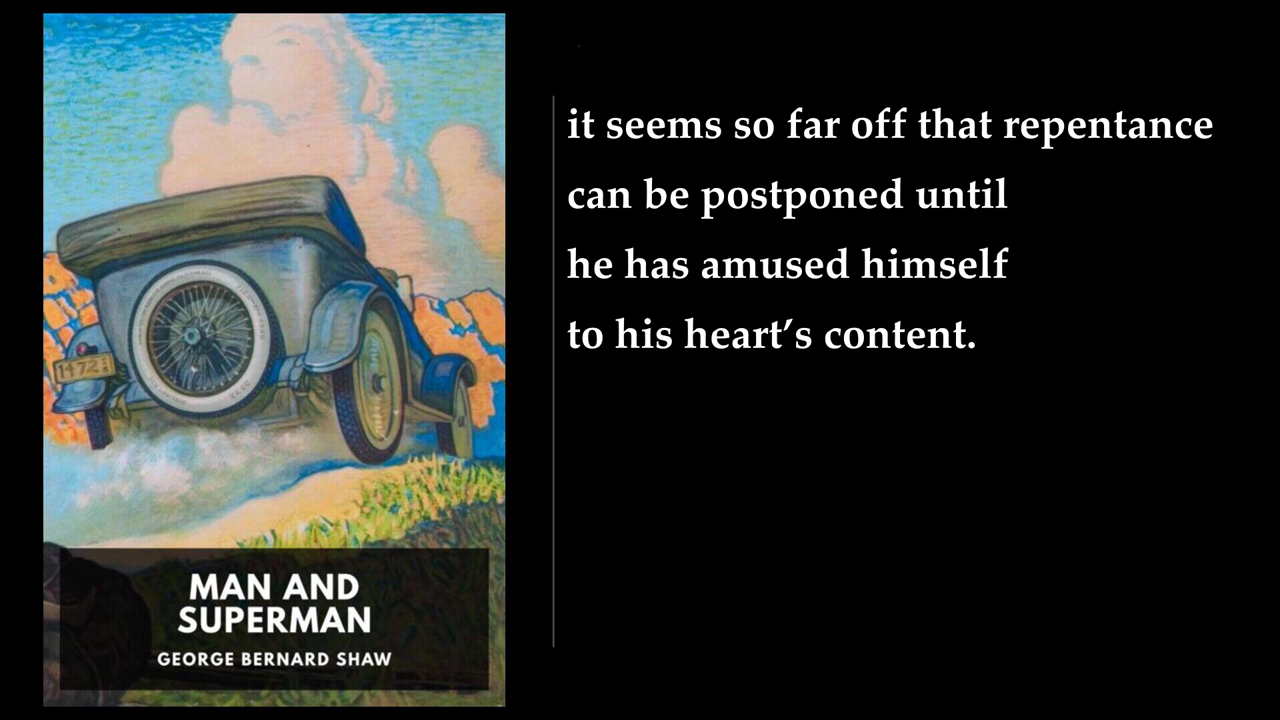 it seems so far off that repentance
can be postponed until
he has amused himself
to his heart’s content.
1472
MAN AND
SUPERMAN
GEORGE BERNARD SHAW